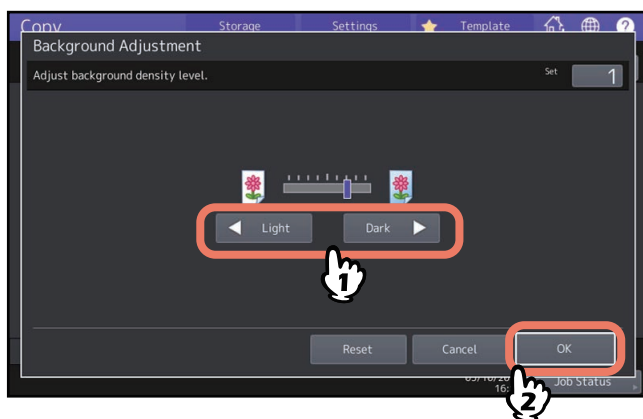 Copy Storage Settings Template ?
Background Adjustment
Adjust background density level.
Set 1
Light Dark
1
Reset Cancel OK
2
16:
Job Status